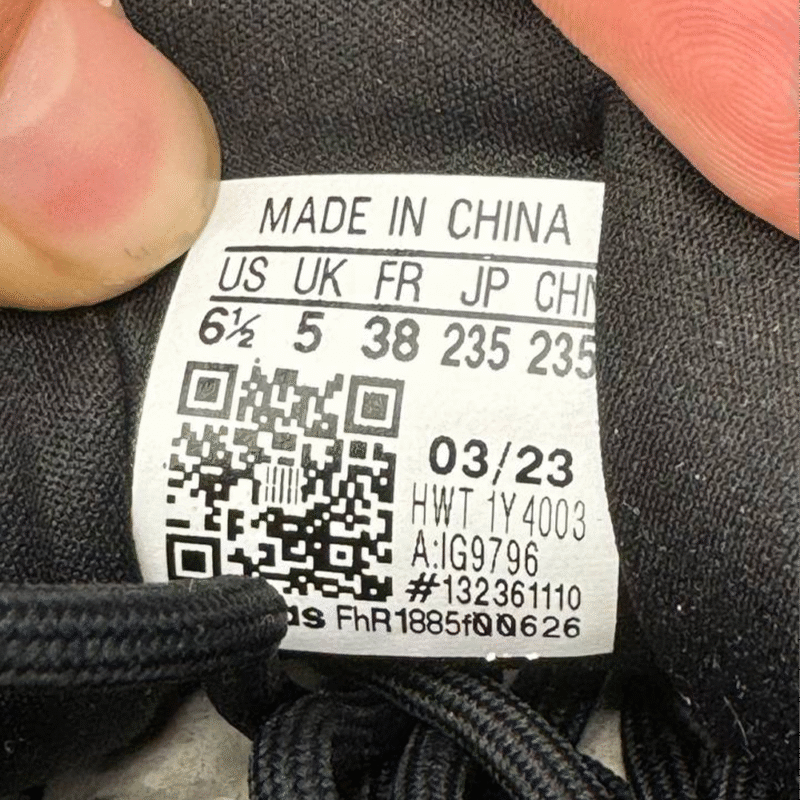 MADE IN CHINA
US UK FR JP CHN
6½ 5 38 235 235
03/23
HWT 1Y4003
A:IG9796
#132361110
FhR1885f00626